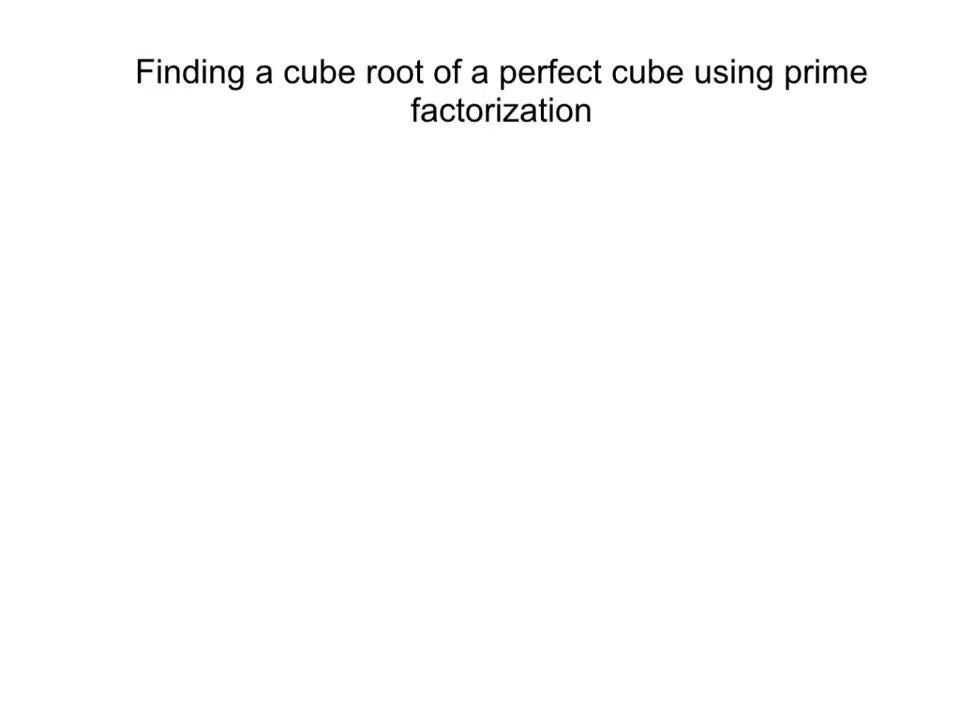 Finding a cube root of a perfect cube using prime
factorization